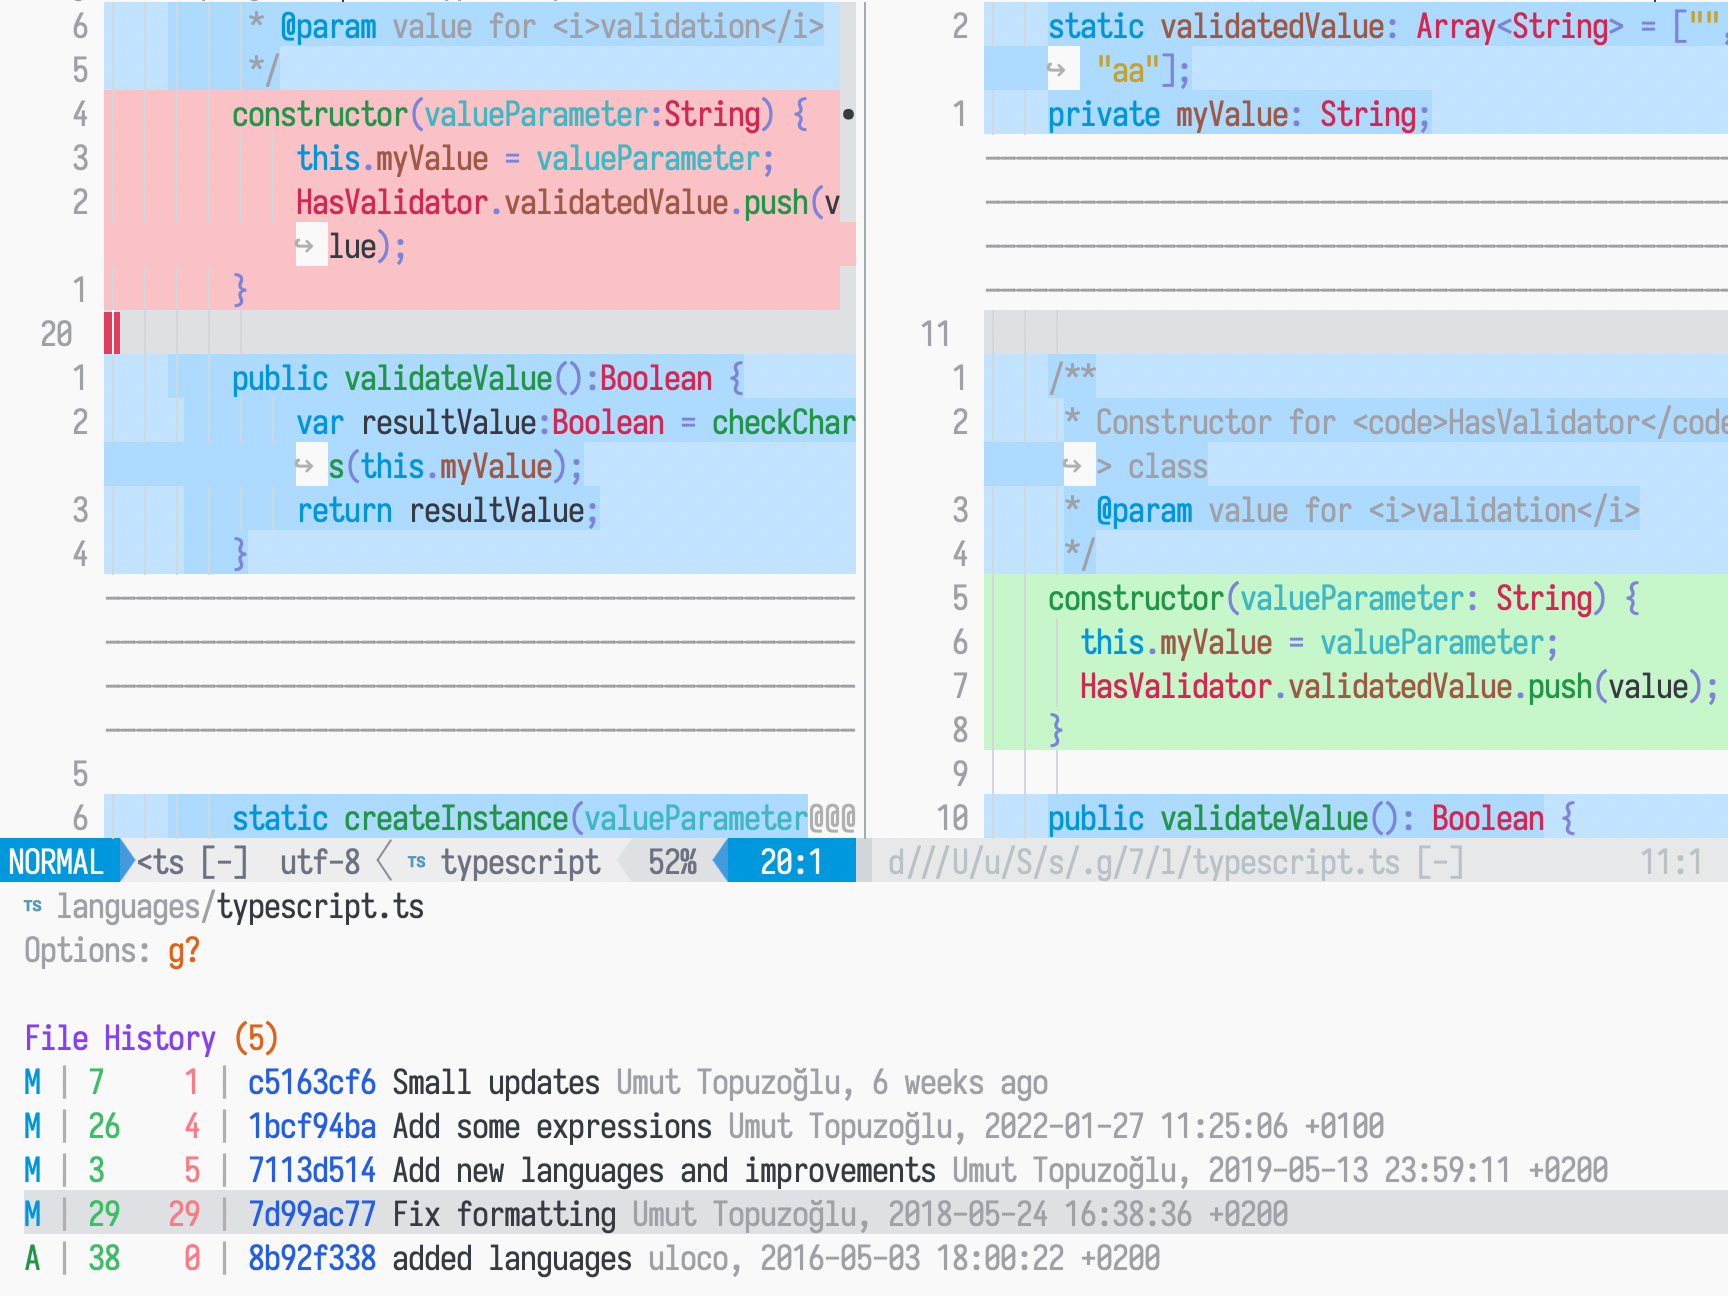 6 * @param value for <i>validation</i>
5 */
4 constructor(valueParameter:String) {
3 this.myValue = valueParameter;
2 HasValidator.validatedValue.push(v
↪ lue);
1 }
20
1 public validateValue():Boolean {
2 var resultValue:Boolean = checkChar
↪ s(this.myValue);
3 return resultValue;
4 }
5
6 static createInstance(valueParameter@@@
2 static validatedValue: Array<String> = ["",
↪ "aa"];
1 private myValue: String;
11
1 /**
2 * Constructor for <code>HasValidator</code
↪ > class
3 * @param value for <i>validation</i>
4 */
5 constructor(valueParameter: String) {
6 this.myValue = valueParameter;
7 HasValidator.validatedValue.push(value);
8 }
9
10 public validateValue(): Boolean {
NORMAL <ts [-] utf-8 TS typescript 52% 20:1
d///U/u/S/s/.g/7/l/typescript.ts [-] 11:1
TS languages/typescript.ts
Options: g?
File History (5)
M | 7 1 | c5163cf6 Small updates Umut Topuzoğlu, 6 weeks ago
M | 26 4 | 1bcf94ba Add some expressions Umut Topuzoğlu, 2022-01-27 11:25:06 +0100
M | 3 5 | 7113d514 Add new languages and improvements Umut Topuzoğlu, 2019-05-13 23:59:11 +0200
M | 29 29 | 7d99ac77 Fix formatting Umut Topuzoğlu, 2018-05-24 16:38:36 +0200
A | 38 0 | 8b92f338 added languages uloco, 2016-05-03 18:00:22 +0200